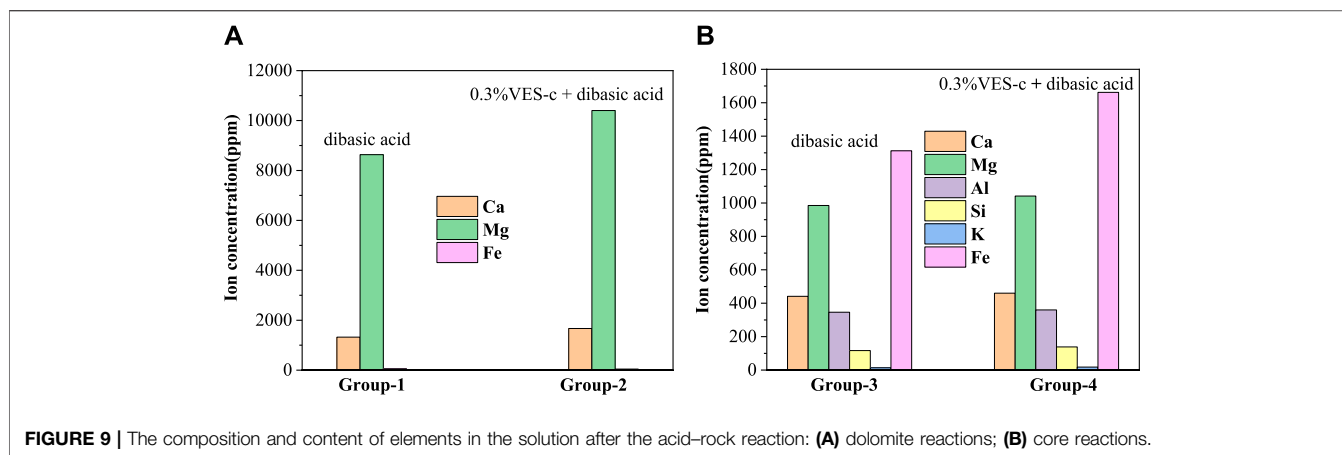 A
12000
10000
8000
6000
4000
2000
0
Ion concentration(ppm)
dibasic acid
0.3%VES-c + dibasic acid
Ca
Mg
Fe
Group-1
Group-2
B
1800
1600
1400
1200
1000
800
600
400
200
0
Ion concentration(ppm)
0.3%VES-c + dibasic acid
dibasic acid
Ca
Mg
Al
Si
K
Fe
Group-3
Group-4
FIGURE 9 | The composition and content of elements in the solution after the acid–rock reaction: (A) dolomite reactions; (B) core reactions.